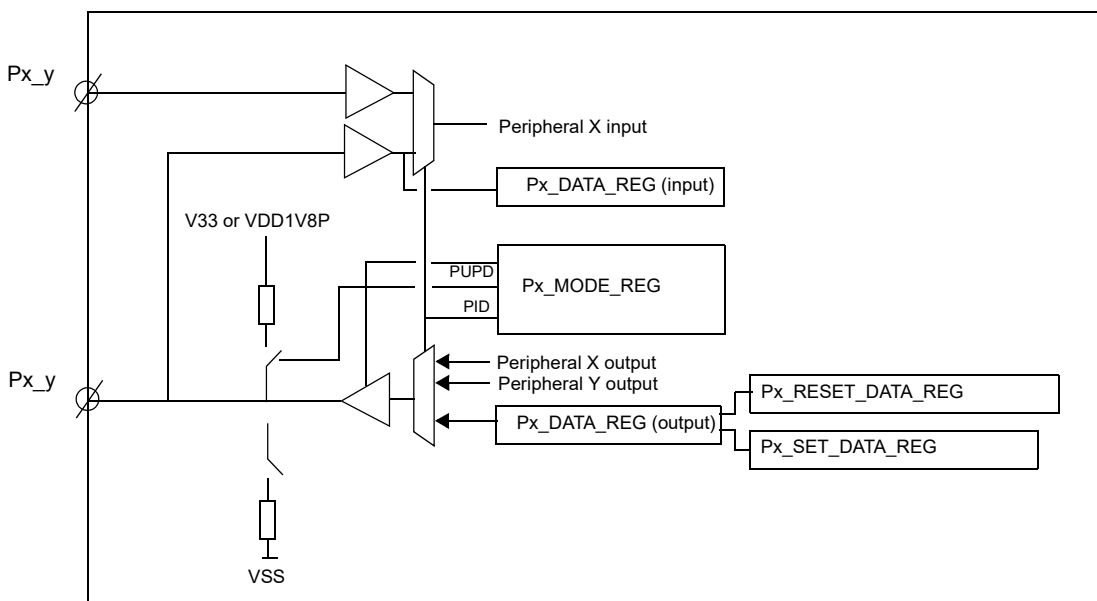 Px_y
Peripheral X input
Px_DATA_REG (input)
V33 or VDD1V8P
PUPD
Px_MODE_REG
PID
Px_y
Peripheral X output
Peripheral Y output
Px_DATA_REG (output)
Px_RESET_DATA_REG
Px_SET_DATA_REG
VSS